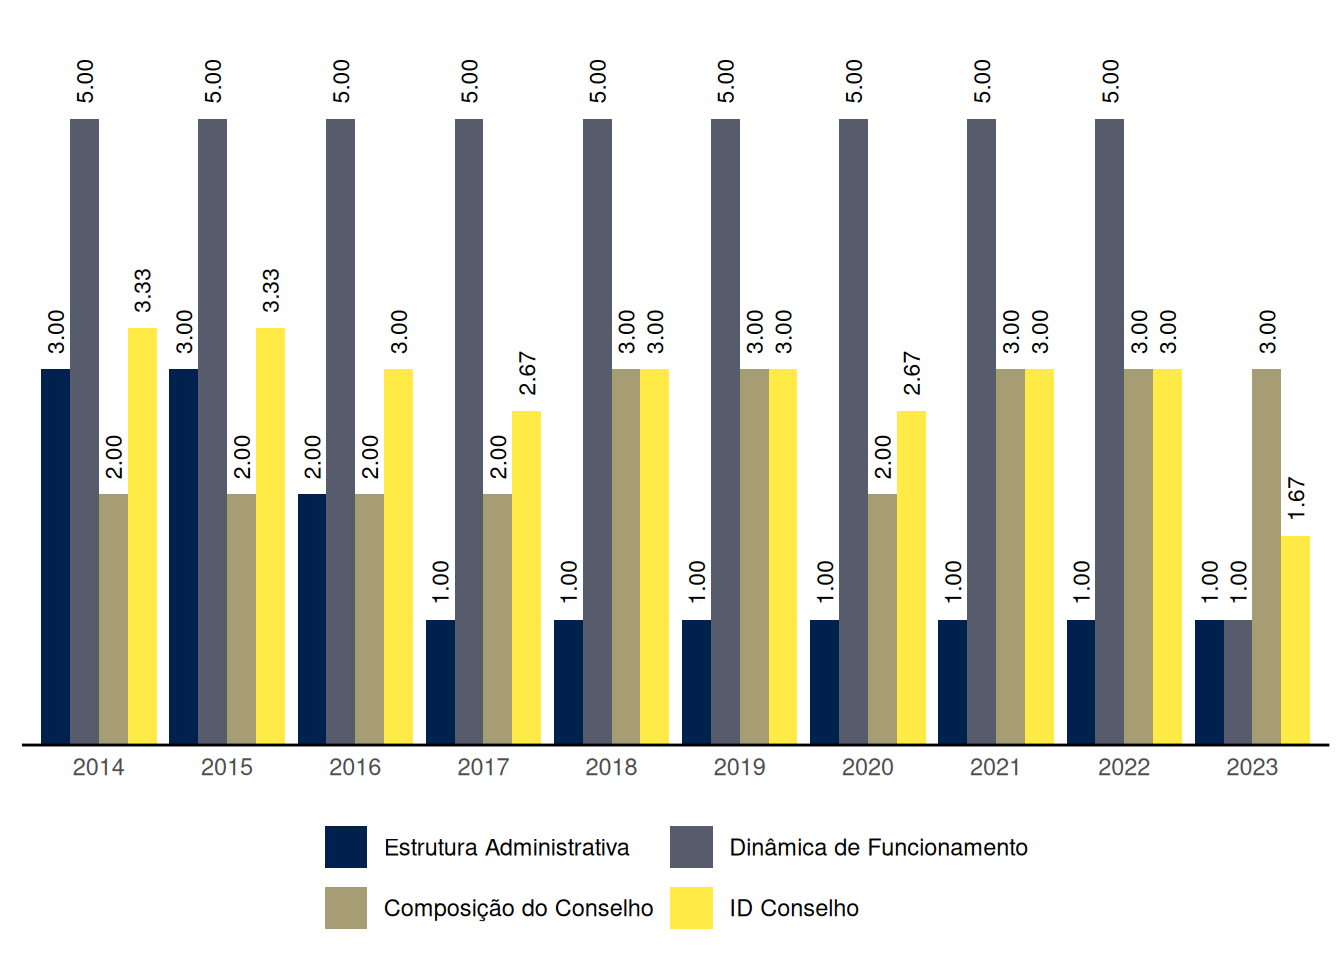 5.00 5.00 5.00 5.00 5.00 5.00 5.00 5.00 5.00
3.33 3.33
3.00 3.00 3.00 3.00 3.00 3.00 3.00 3.00 3.00 3.00 3.00 3.00
2.67 2.67
2.00 2.00 2.00 2.00 2.00 2.00
1.67
1.00 1.00 1.00 1.00 1.00 1.00 1.00 1.00
2014 2015 2016 2017 2018 2019 2020 2021 2022 2023
Estrutura Administrativa Dinâmica de Funcionamento
Composição do Conselho ID Conselho